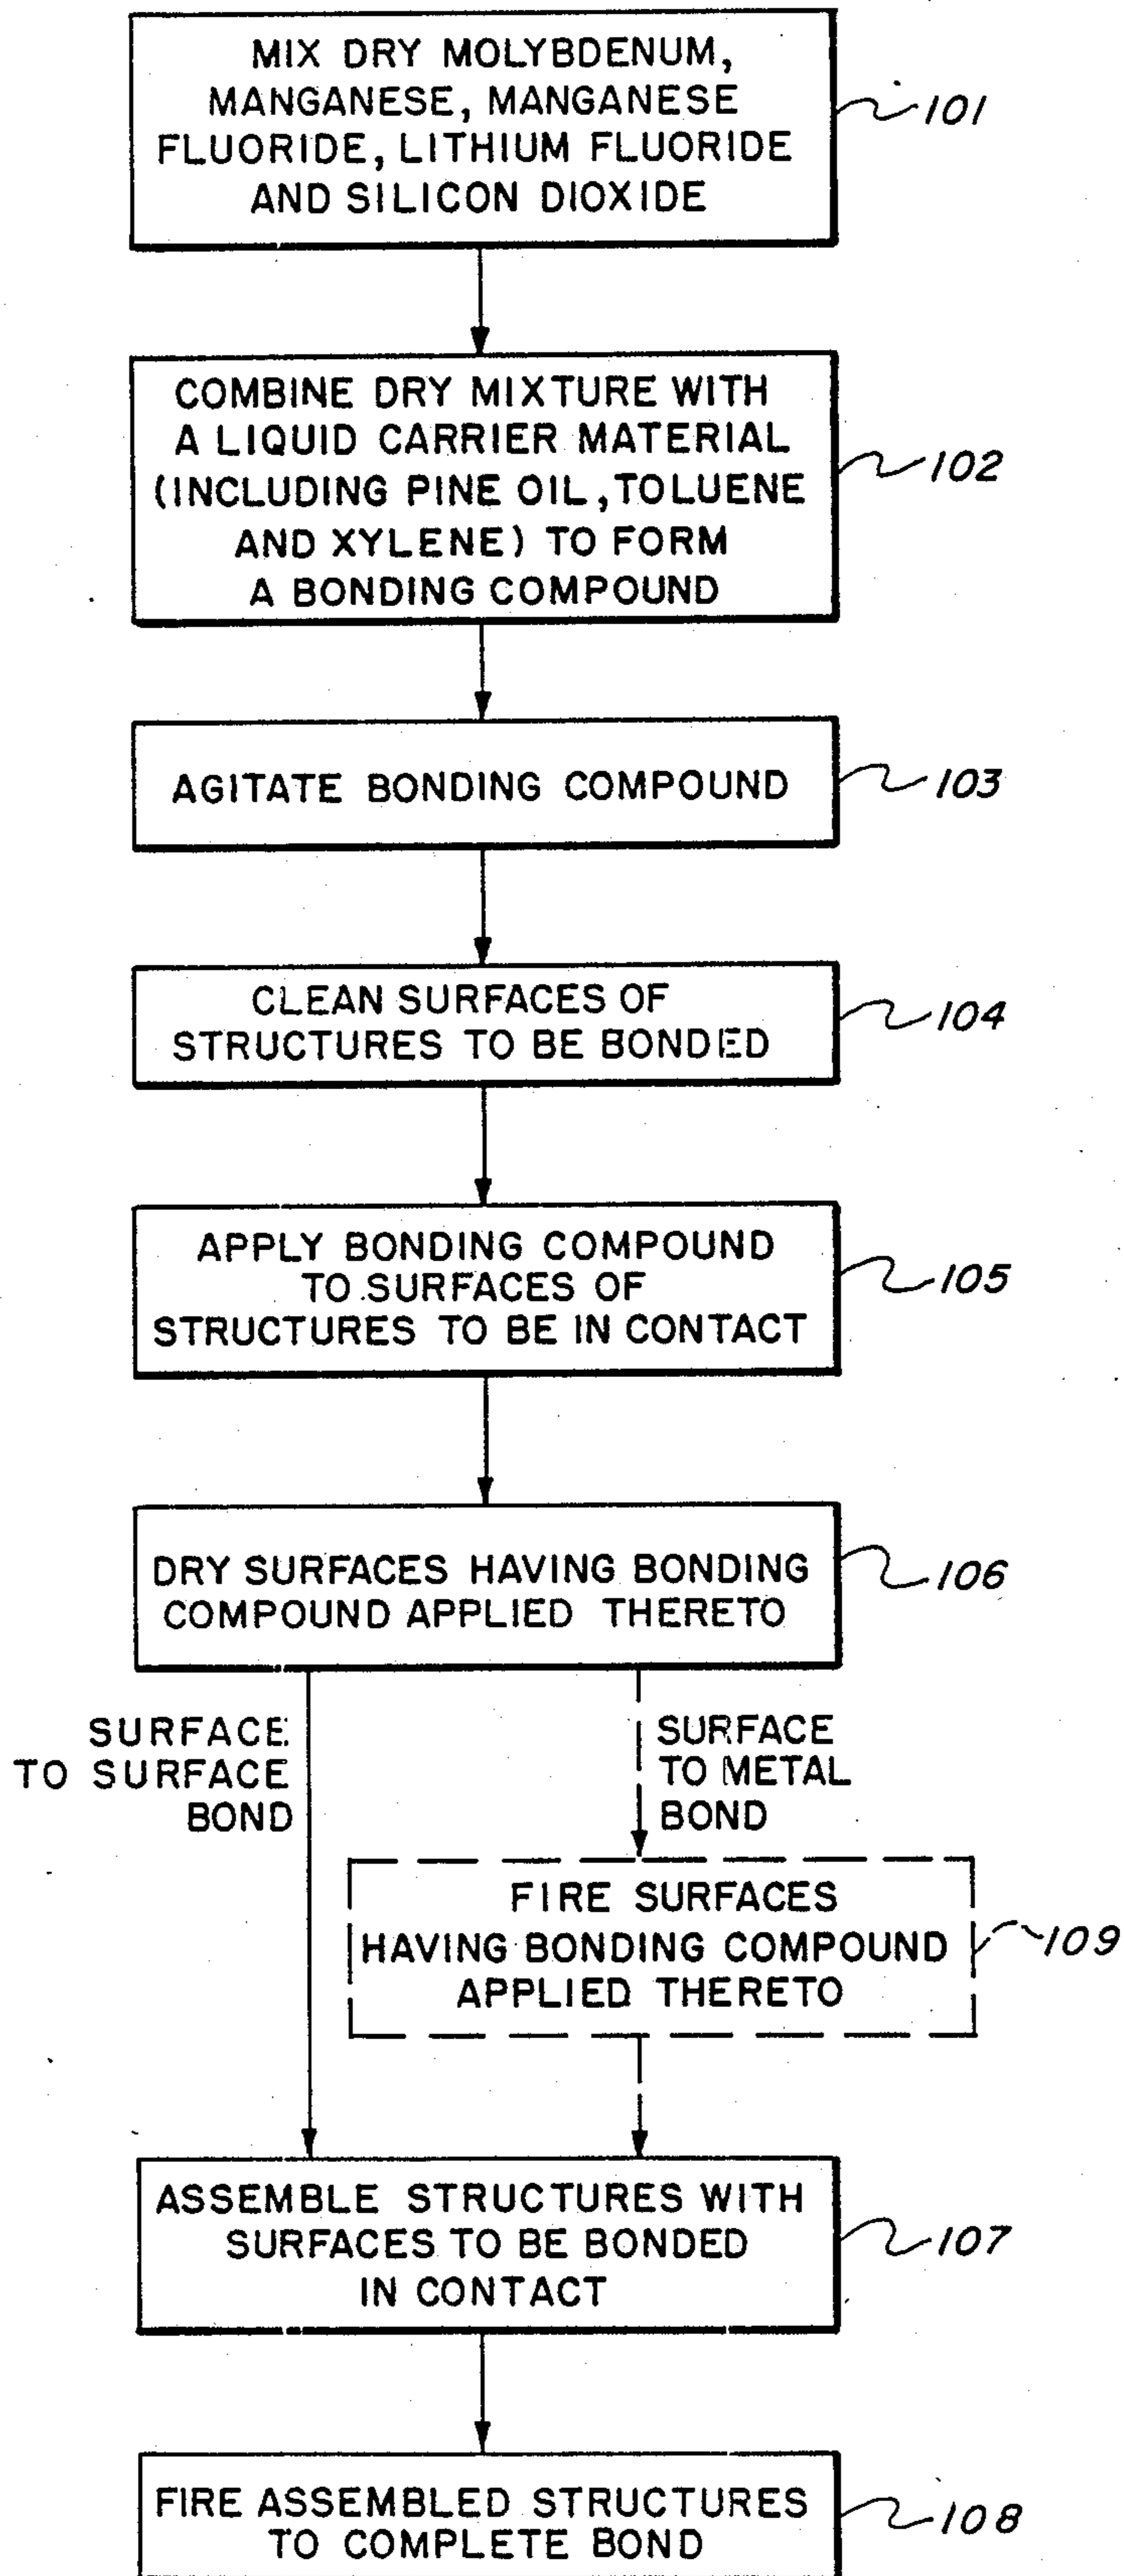 MIX DRY MOLYBDENUM,
MANGANESE, MANGANESE
FLUORIDE, LITHIUM FLUORIDE
AND SILICON DIOXIDE
101
COMBINE DRY MIXTURE WITH
A LIQUID CARRIER MATERIAL
(INCLUDING PINE OIL, TOLUENE
AND XYLENE) TO FORM
A BONDING COMPOUND
102
AGITATE BONDING COMPOUND
103
CLEAN SURFACES OF
STRUCTURES TO BE BONDED
104
APPLY BONDING COMPOUND
TO SURFACES OF
STRUCTURES TO BE IN CONTACT
105
DRY SURFACES HAVING BONDING
COMPOUND APPLIED THERETO
106
SURFACE
TO SURFACE
BOND
SURFACE
TO METAL
BOND
FIRE SURFACES
HAVING BONDING COMPOUND
APPLIED THERETO
109
ASSEMBLE STRUCTURES WITH
SURFACES TO BE BONDED
IN CONTACT
107
FIRE ASSEMBLED STRUCTURES
TO COMPLETE BOND
108